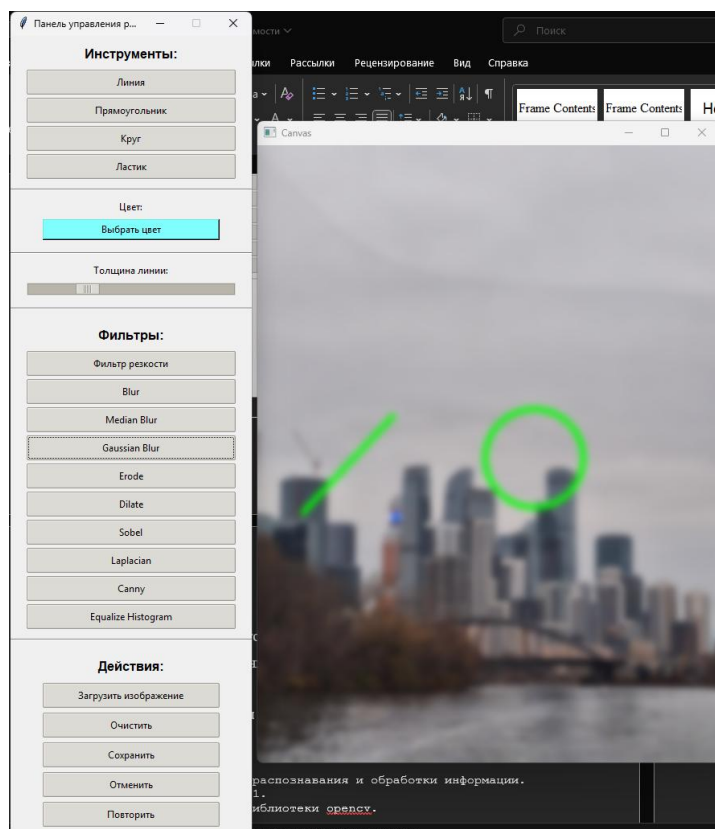 Панель управления р...
Инструменты:
Линия
Прямоугольник
Круг
Ластик
Цвет:
Выбрать цвет
Толщина линии:
Фильтры:
Фильтр резкости
Blur
Median Blur
Gaussian Blur
Erode
Dilate
Sobel
Laplacian
Canny
Equalize Histogram
Действия:
Загрузить изображение
Очистить
Сохранить
Отменить
Повторить
Поиск
Рассылки Рецензирование Вид Справка
Frame Contents Frame Contents
Canvas
распознавания и обработки информации.
1.
библиотеки opencv.